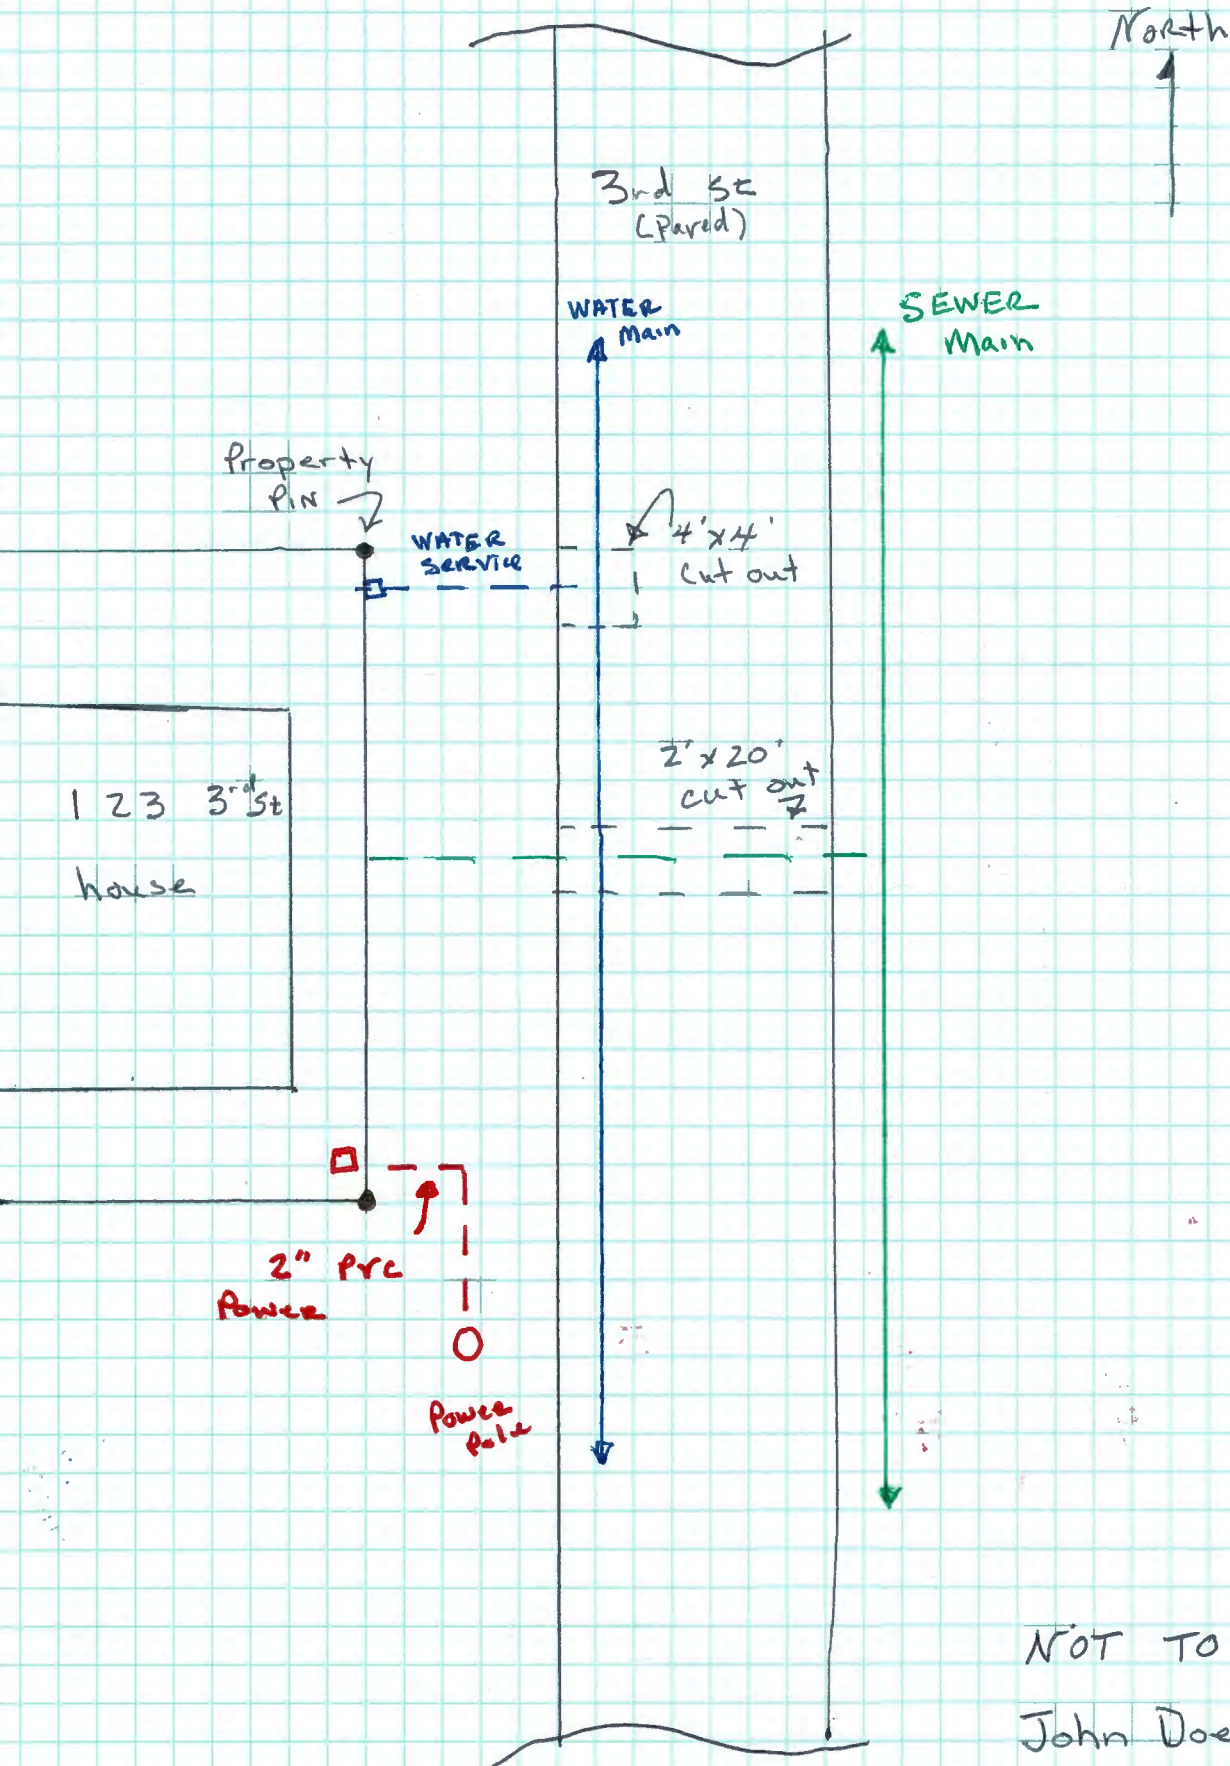 North
3rd St
(Paved)
WATER
Main
SEWER
Main
Property
PIN
WATER
SERVICE
4'x4'
cut out
2'x20'
cut out
123 3rd St
house
2" PVC
Power
Power
Pole
NOT TO
John Doe